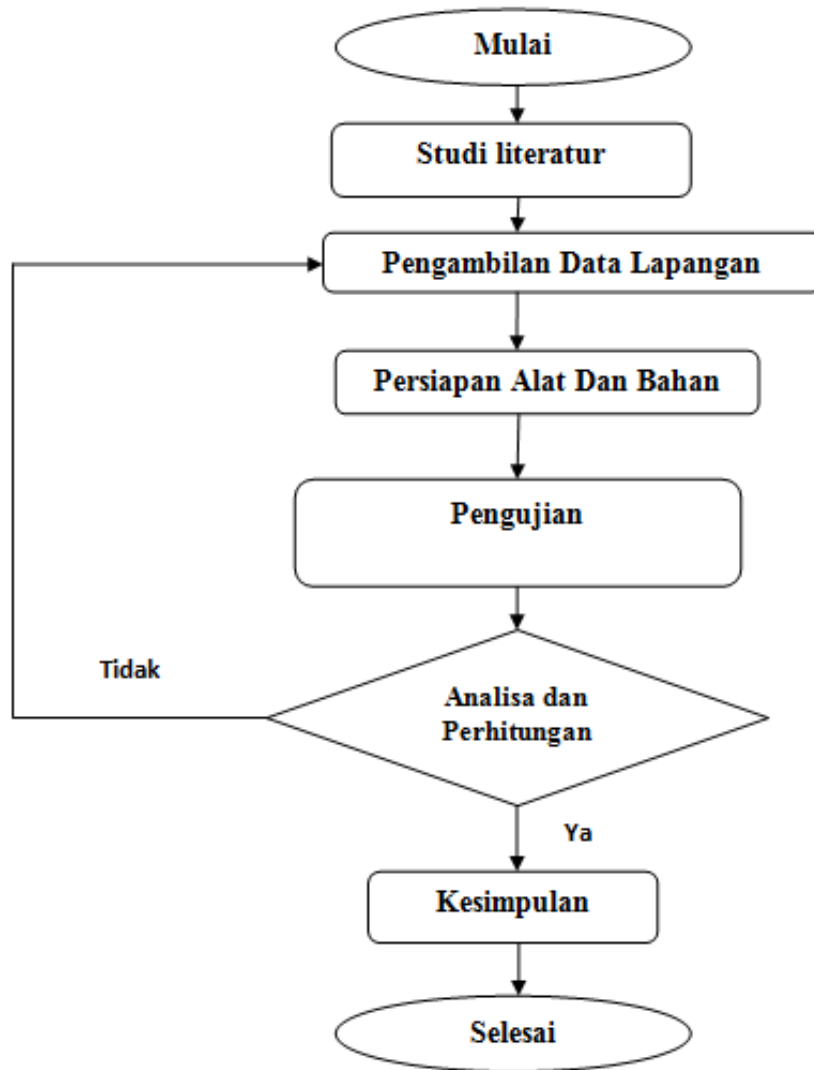 Mulai
Studi literatur
Pengambilan Data Lapangan
Persiapan Alat Dan Bahan
Pengujian
Tidak
Analisa dan
Perhitungan
Ya
Kesimpulan
Selesai